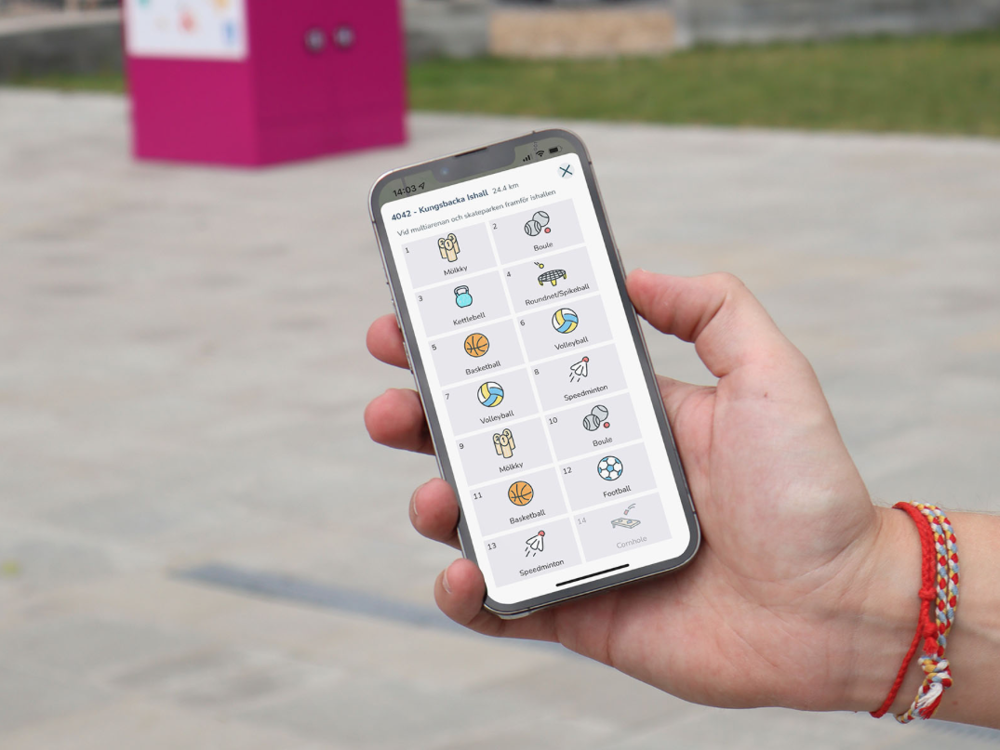 14:03
4042 - Kungsbacka Ishall 24.4 km
Vid multiarenan och skateparken framför ishallen
1
Mölkky
2
Boule
3
Kettlebell
4
Roundnet/Spikeball
5
Basketball
6
Volleyball
7
Volleyball
8
Speedminton
9
Mölkky
10
Boule
11
Basketball
12
Football
13
Speedminton
14
Cornhole